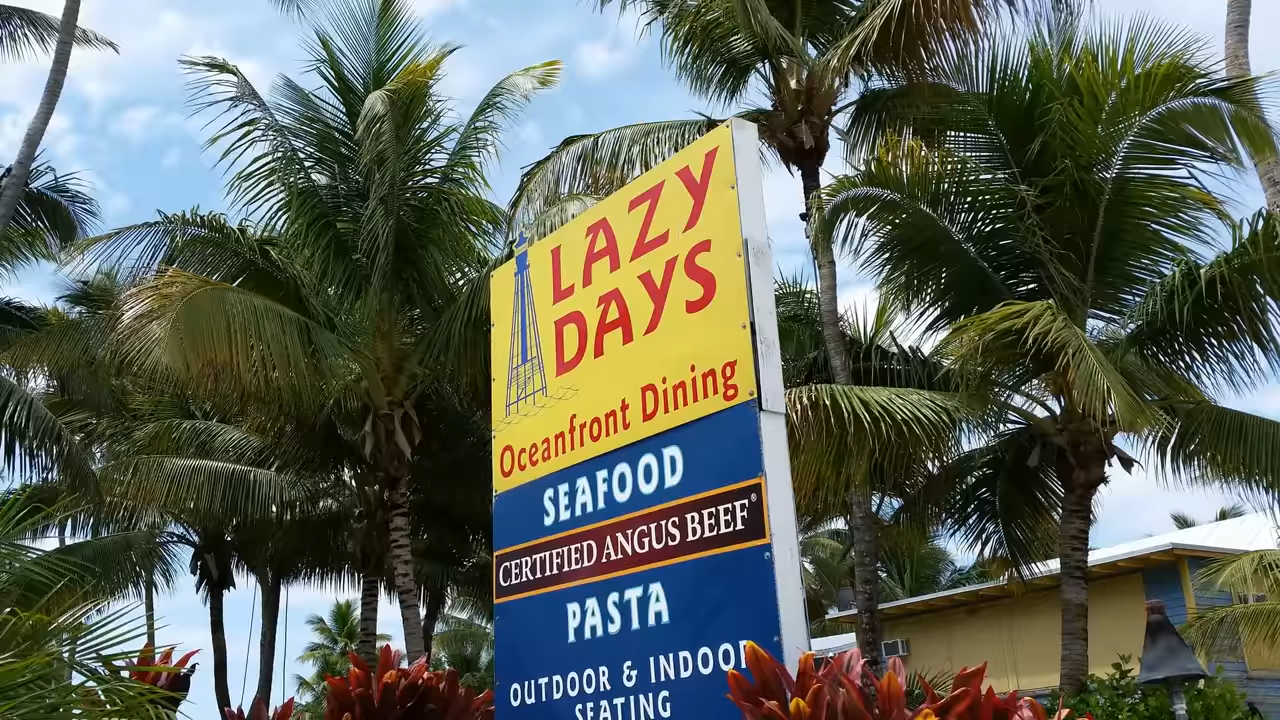 LAZY
DAYS
Oceanfront Dining
SEAFOOD
CERTIFIED ANGUS BEEF®
PASTA
OUTDOOR & INDOOR
SEATING